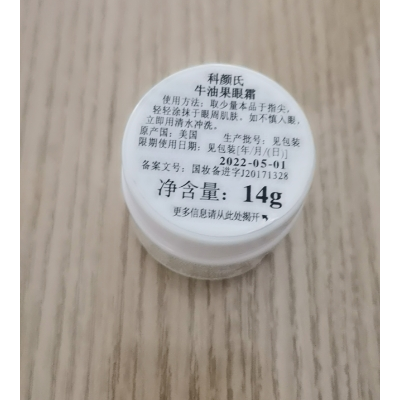 科颜氏
牛油果眼霜
使用方法：取少量本品于指尖，
轻轻涂抹于眼周肌肤。如不慎入眼，
立即用清水冲洗。
原产国：美国 生产批号：见包装
限期使用日期：见包装[年/月/(日)]
2022-05-01
备案文号：国妆备进字J20171328
净含量：14g
更多信息请从此处揭开